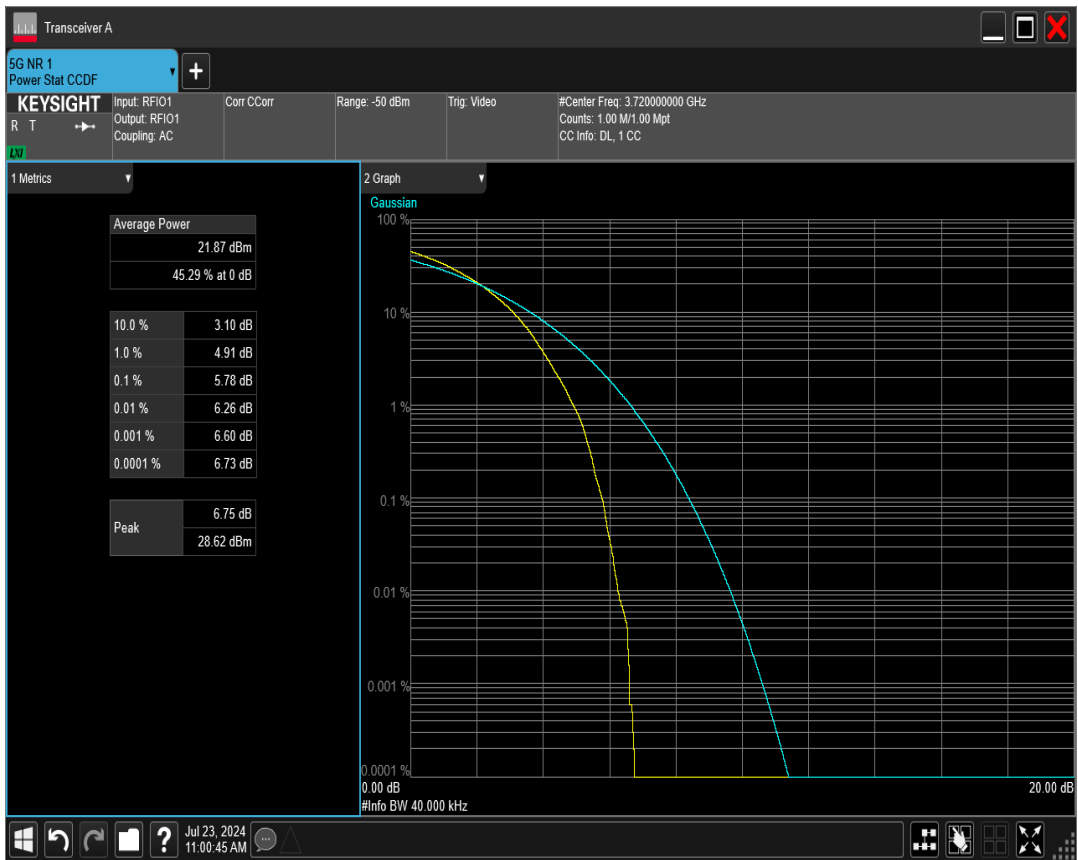 Transceiver A
5G NR 1
Power Stat CCDF
KEYSIGHT
R T
LXI
Input: RFIO1
Output: RFIO1
Coupling: AC
Corr CCorr
Range: -50 dBm
Trig: Video
#Center Freq: 3.720000000 GHz
Counts: 1.00 M/1.00 Mpt
CC Info: DL, 1 CC
1 Metrics
Average Power
21.87 dBm
45.29 % at 0 dB
10.0 % 3.10 dB
1.0 % 4.91 dB
0.1 % 5.78 dB
0.01 % 6.26 dB
0.001 % 6.60 dB
0.0001 % 6.73 dB
Peak
6.75 dB
28.62 dBm
2 Graph
Gaussian
100 %
10 %
1 %
0.1 %
0.01 %
0.001 %
0.0001 %
0.00 dB
20.00 dB
#Info BW 40.000 kHz
?
Jul 23, 2024
11:00:45 AM